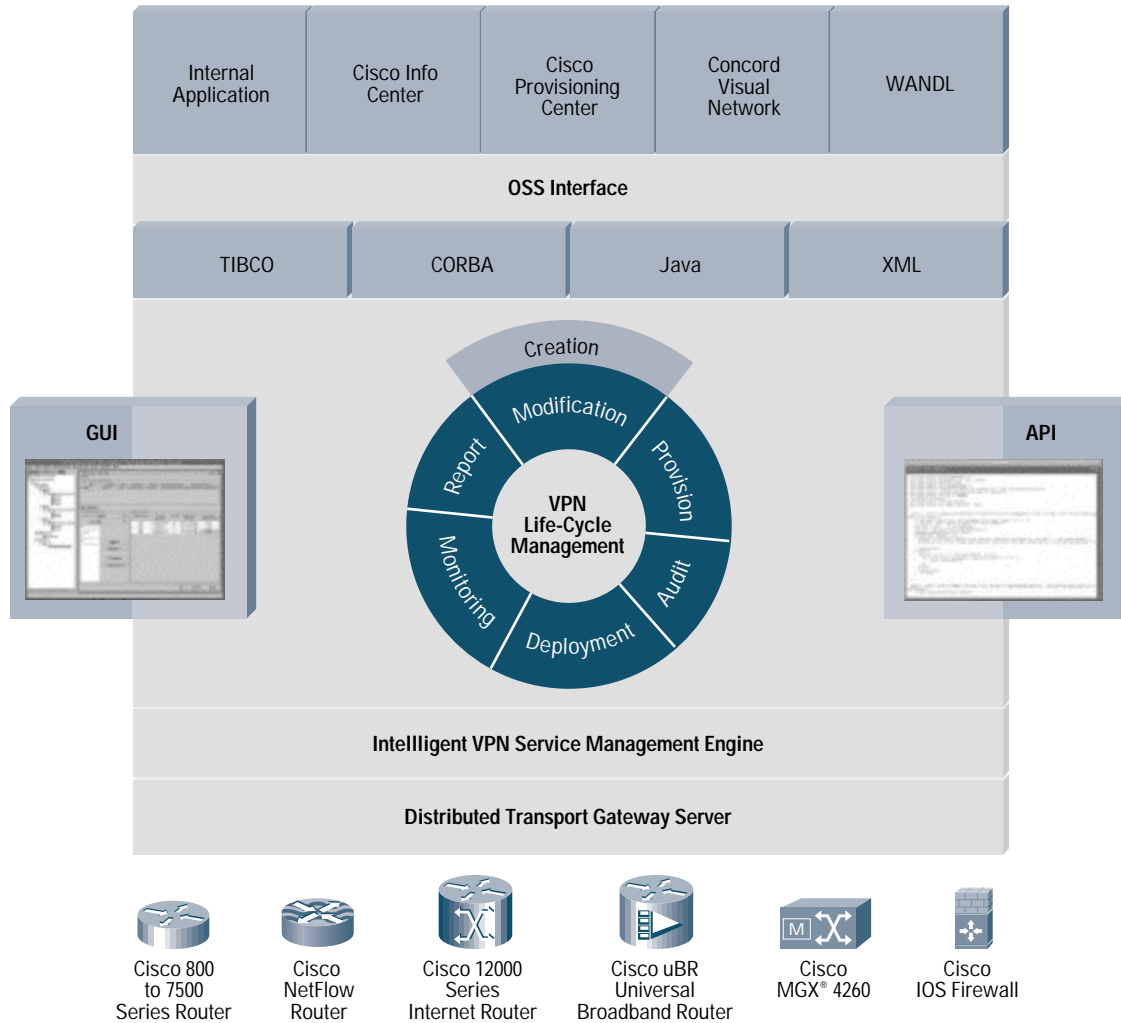 Internal
Application
Cisco Info
Center
Cisco
Provisioning
Center
Concord
Visual
Network
WANDL
OSS Interface
TIBCO
CORBA
Java
XML
GUI
API
Creation
Modification
Provision
Audit
Deployment
Monitoring
Report
VPN
Life-Cycle
Management
Intellligent VPN Service Management Engine
Distributed Transport Gateway Server
M
Cisco 800
to 7500
Series Router
Cisco
NetFlow
Router
Cisco 12000
Series
Internet Router
Cisco uBR
Universal
Broadband Router
Cisco
MGX® 4260
Cisco
IOS Firewall